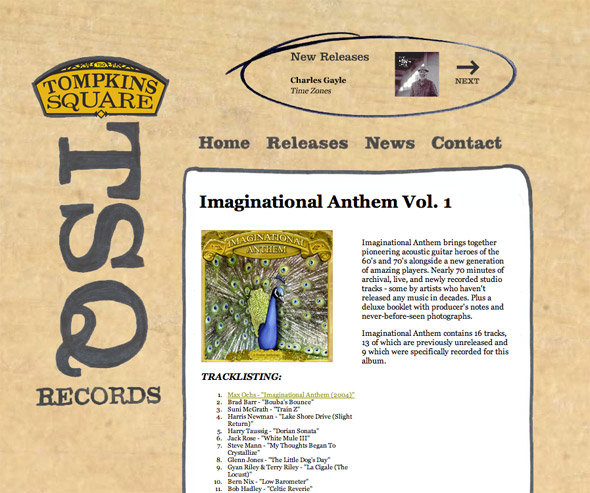 New Releases
Charles Gayle
Time Zones
NEXT
TOMPKINS
SQUARE
TSQ
RECORDS
Home Releases News Contact
Imaginational Anthem Vol. 1
IMAGINATIONAL
ANTHEM
Imaginational Anthem brings together
pioneering acoustic guitar heroes of the
60's and 70's alongside a new generation
of amazing players. Nearly 70 minutes of
archival, live, and newly recorded studio
tracks - some by artists who haven't
released any music in decades. Plus a
deluxe booklet with producer's notes and
never-before-seen photographs.
Imaginational Anthem contains 16 tracks,
13 of which are previously unreleased and
9 which were specifically recorded for this
album.
TRACKLISTING:
1. Max Ochs - "Imaginational Anthem (2004)"
2. Brad Barr - "Bouba's Bounce"
3. Suni McGrath - "Train Z"
4. Harris Newman - "Lake Shore Drive (Slight
Return)"
5. Harry Taussig - "Dorian Sonata"
6. Jack Rose - "White Mule III"
7. Steve Mann - "My Thoughts Began To
Crystallize"
8. Glenn Jones - "The Little Dog's Day"
9. Gyan Riley & Terry Riley - "La Cigale (The
Locust)"
10. Bern Nix - "Low Barometer"
11. Bob Hadley - "Celtic Reverie"